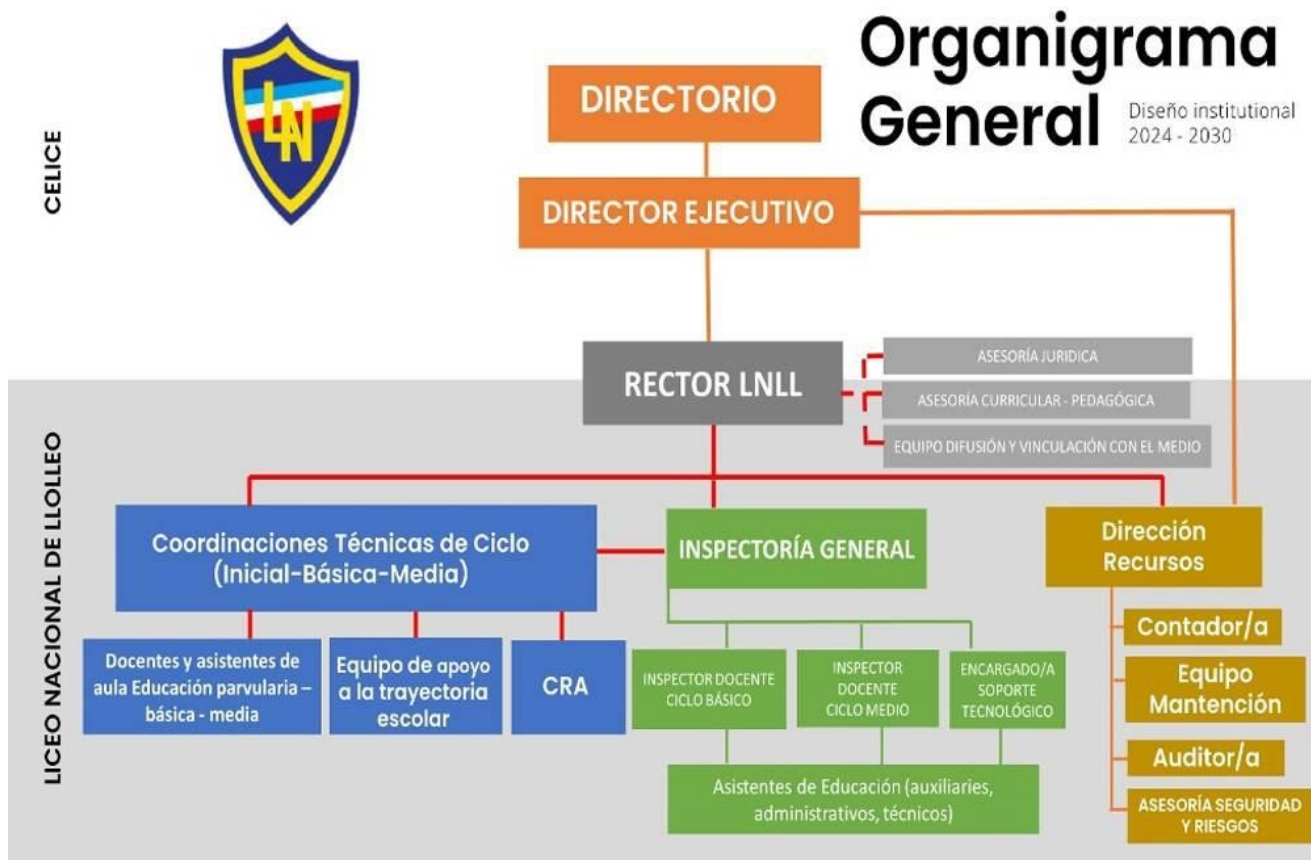 Organigrama
General
Diseño institutional
2024 - 2030
CELICE
LN
DIRECTORIO
DIRECTOR EJECUTIVO
RECTOR LNLL
ASESORÍA JURIDICA
ASESORÍA CURRICULAR - PEDAGÓGICA
EQUIPO DIFUSIÓN Y VINCULACIÓN CON EL MEDIO
LICEO NACIONAL DE LLOLLEO
Coordinaciones Técnicas de Ciclo
(Inicial-Básica-Media)
INSPECTORÍA GENERAL
Dirección
Recursos
Docentes y asistentes de
aula Educación parvularia –
básica - media
Equipo de apoyo
a la trayectoria
escolar
CRA
INSPECTOR DOCENTE
CICLO BÁSICO
INSPECTOR
DOCENTE
CICLO MEDIO
ENCARGADO/A
SOPORTE
TECNOLÓGICO
Asistentes de Educación (auxiliaries,
administrativos, técnicos)
Contador/a
Equipo
Mantención
Auditor/a
ASESORÍA SEGURIDAD
Y RIESGOS